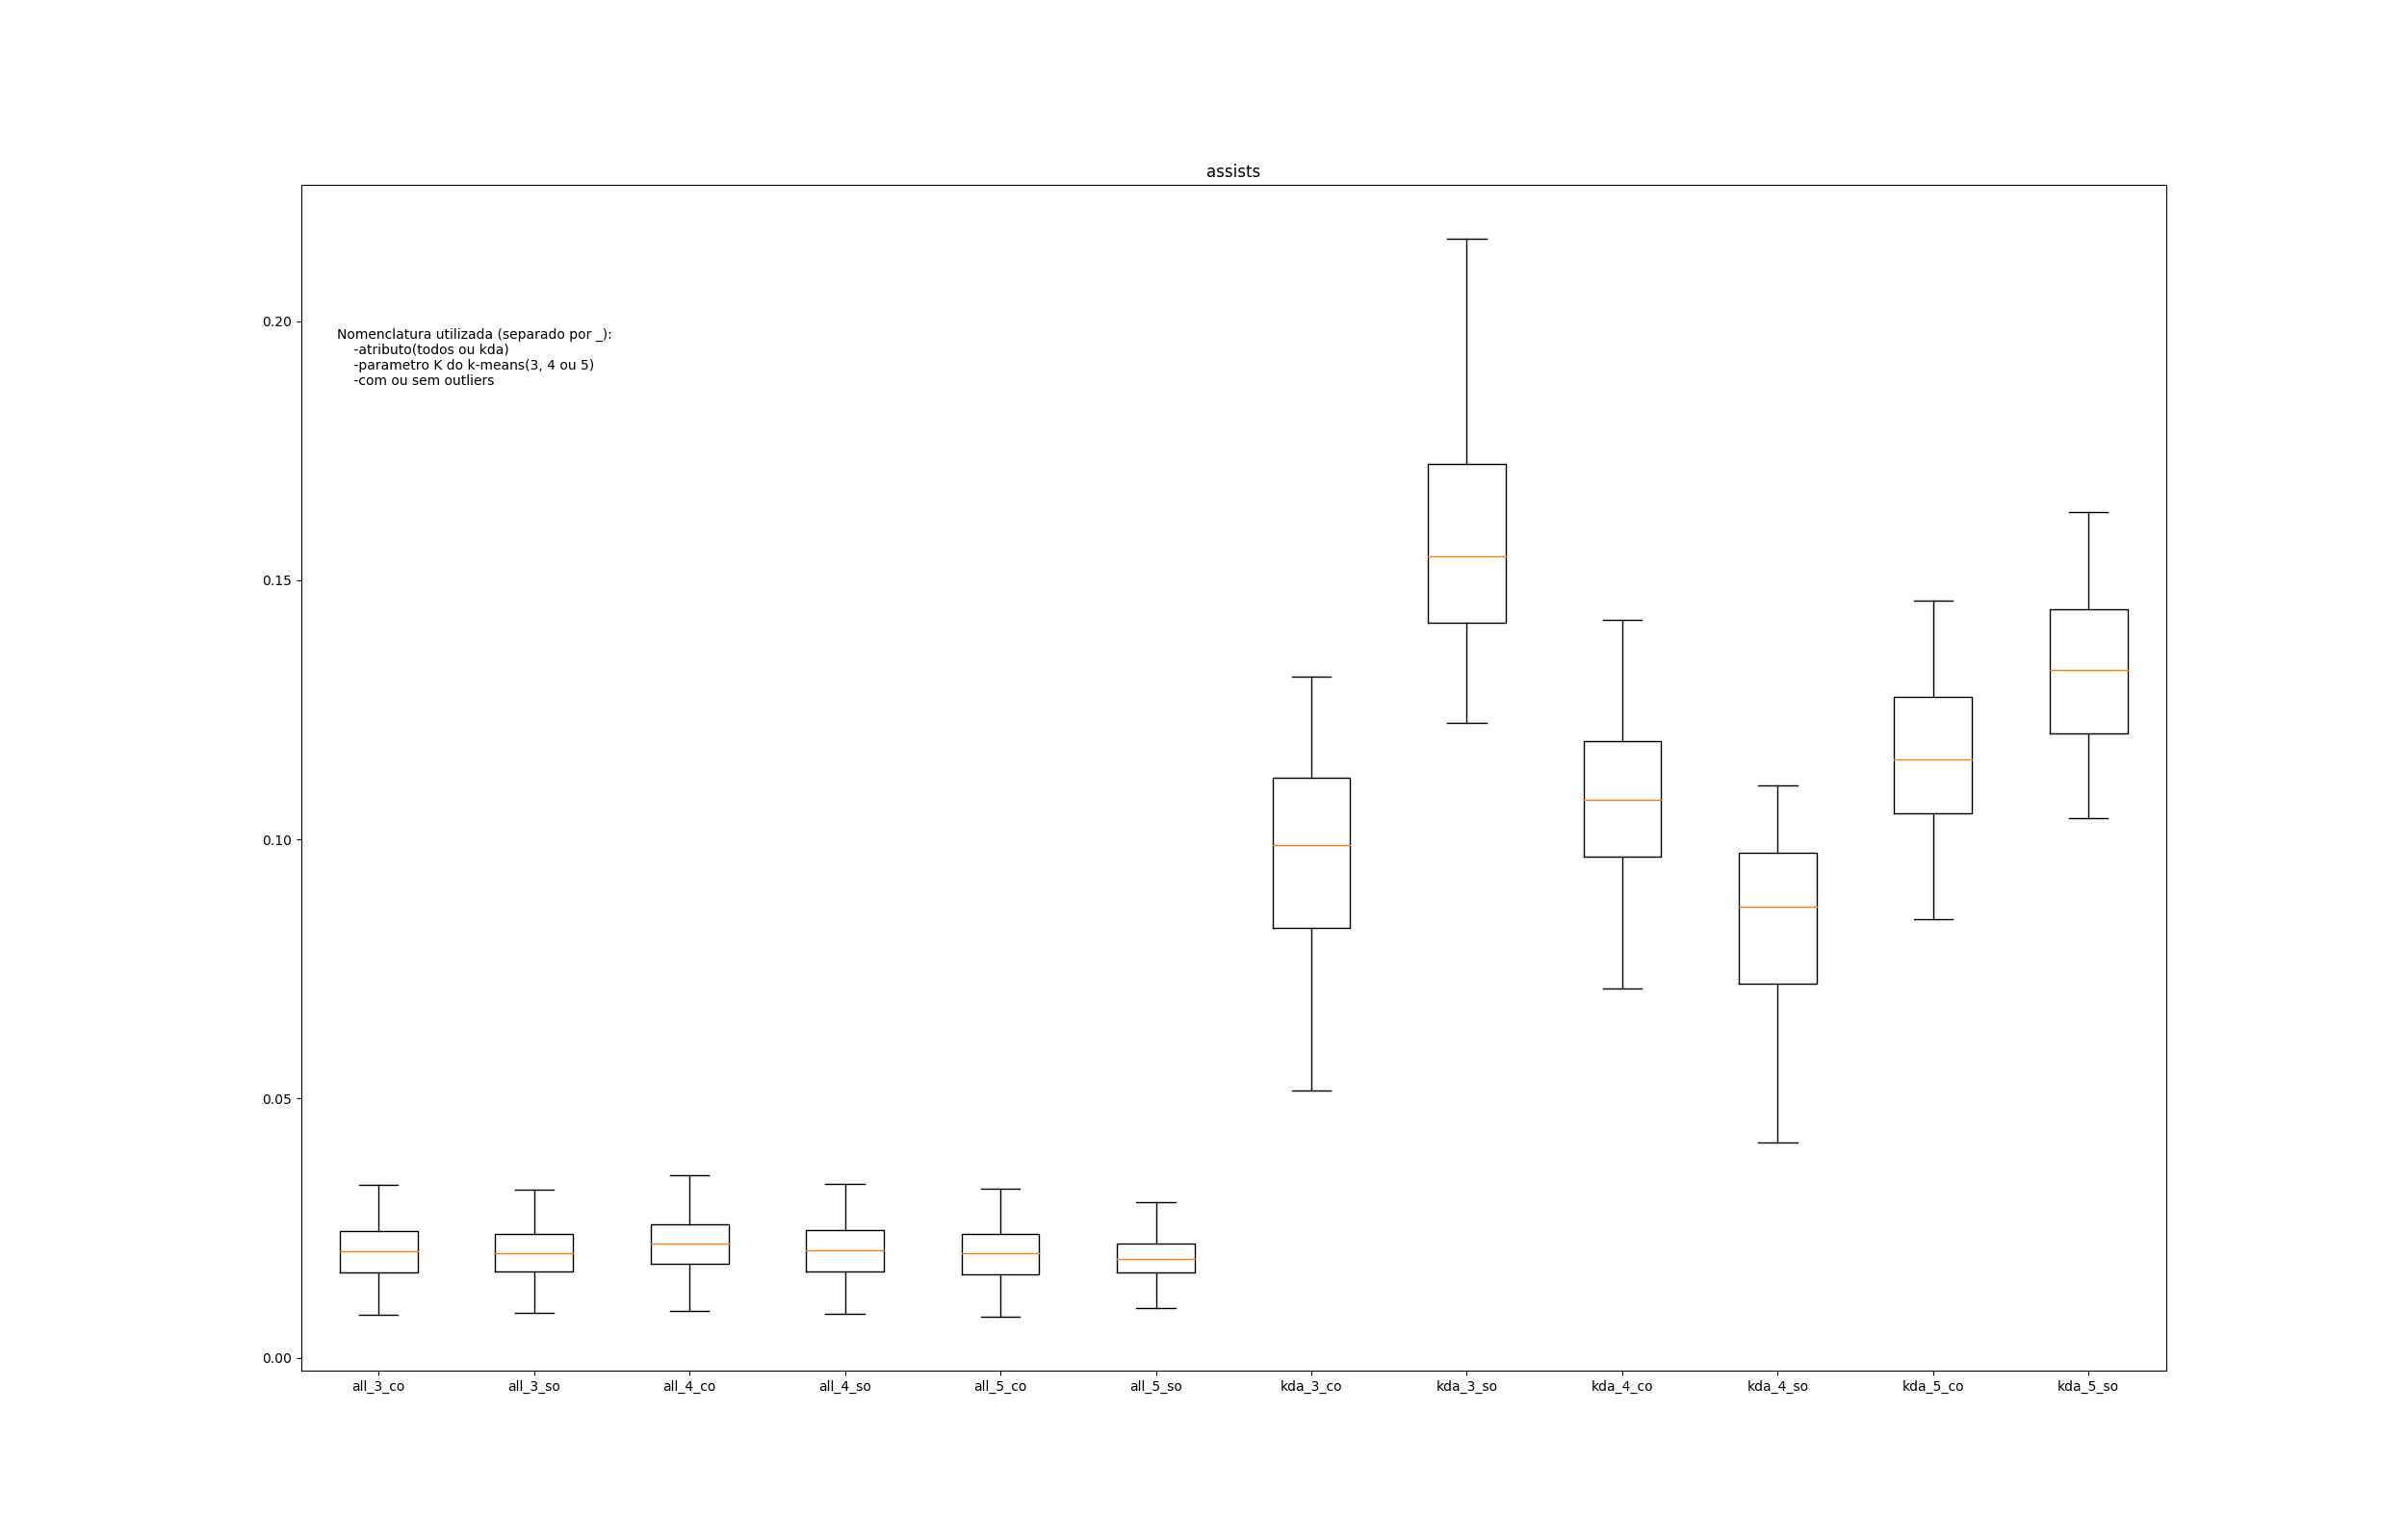 assists
0.20
Nomenclatura utilizada (separado por _):
-atributo(todos ou kda)
-parametro K do k-means(3, 4 ou 5)
-com ou sem outliers
0.15
0.10
0.05
0.00
all_3_co all_3_so all_4_co all_4_so all_5_co all_5_so kda_3_co kda_3_so kda_4_co kda_4_so kda_5_co kda_5_so